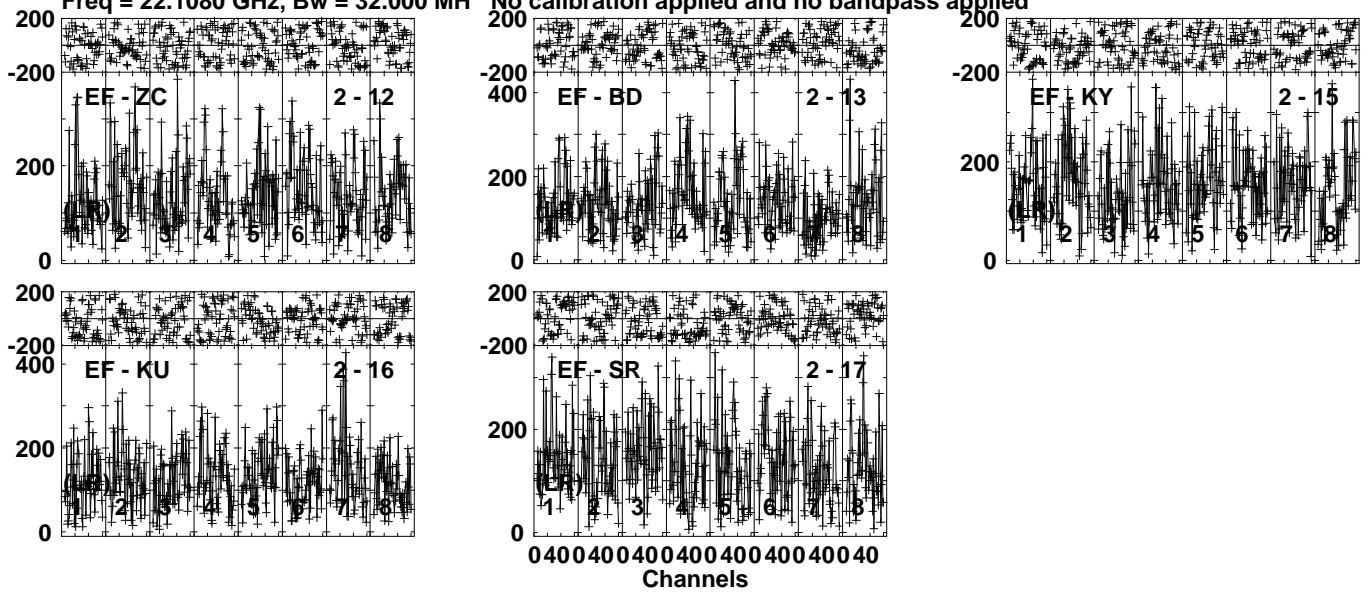 Freq = 22.1080 GHz, Bw = 32.000 MH No calibration applied and no bandpass applied
200
-200
EF - ZC 2 - 12
200
(LR)
1 2 3 4 5 6 7 8
0
-200
400
EF - BD 2 - 13
200
(LR)
1 2 3 4 5 6 7 8
0
200
-200
EF - KY 2 - 15
200
(LR)
1 2 3 4 5 6 7 8
0
200
-200
400
EF - KU 2 - 16
200
(LR)
1 2 3 4 5 6 7 8
0
-200
EF - SR 2 - 17
200
(LR)
1 2 3 4 5 6 7 8
0
0 40 0 40 0 40 0 40 0 40 0 40 0 40 0 40
Channels